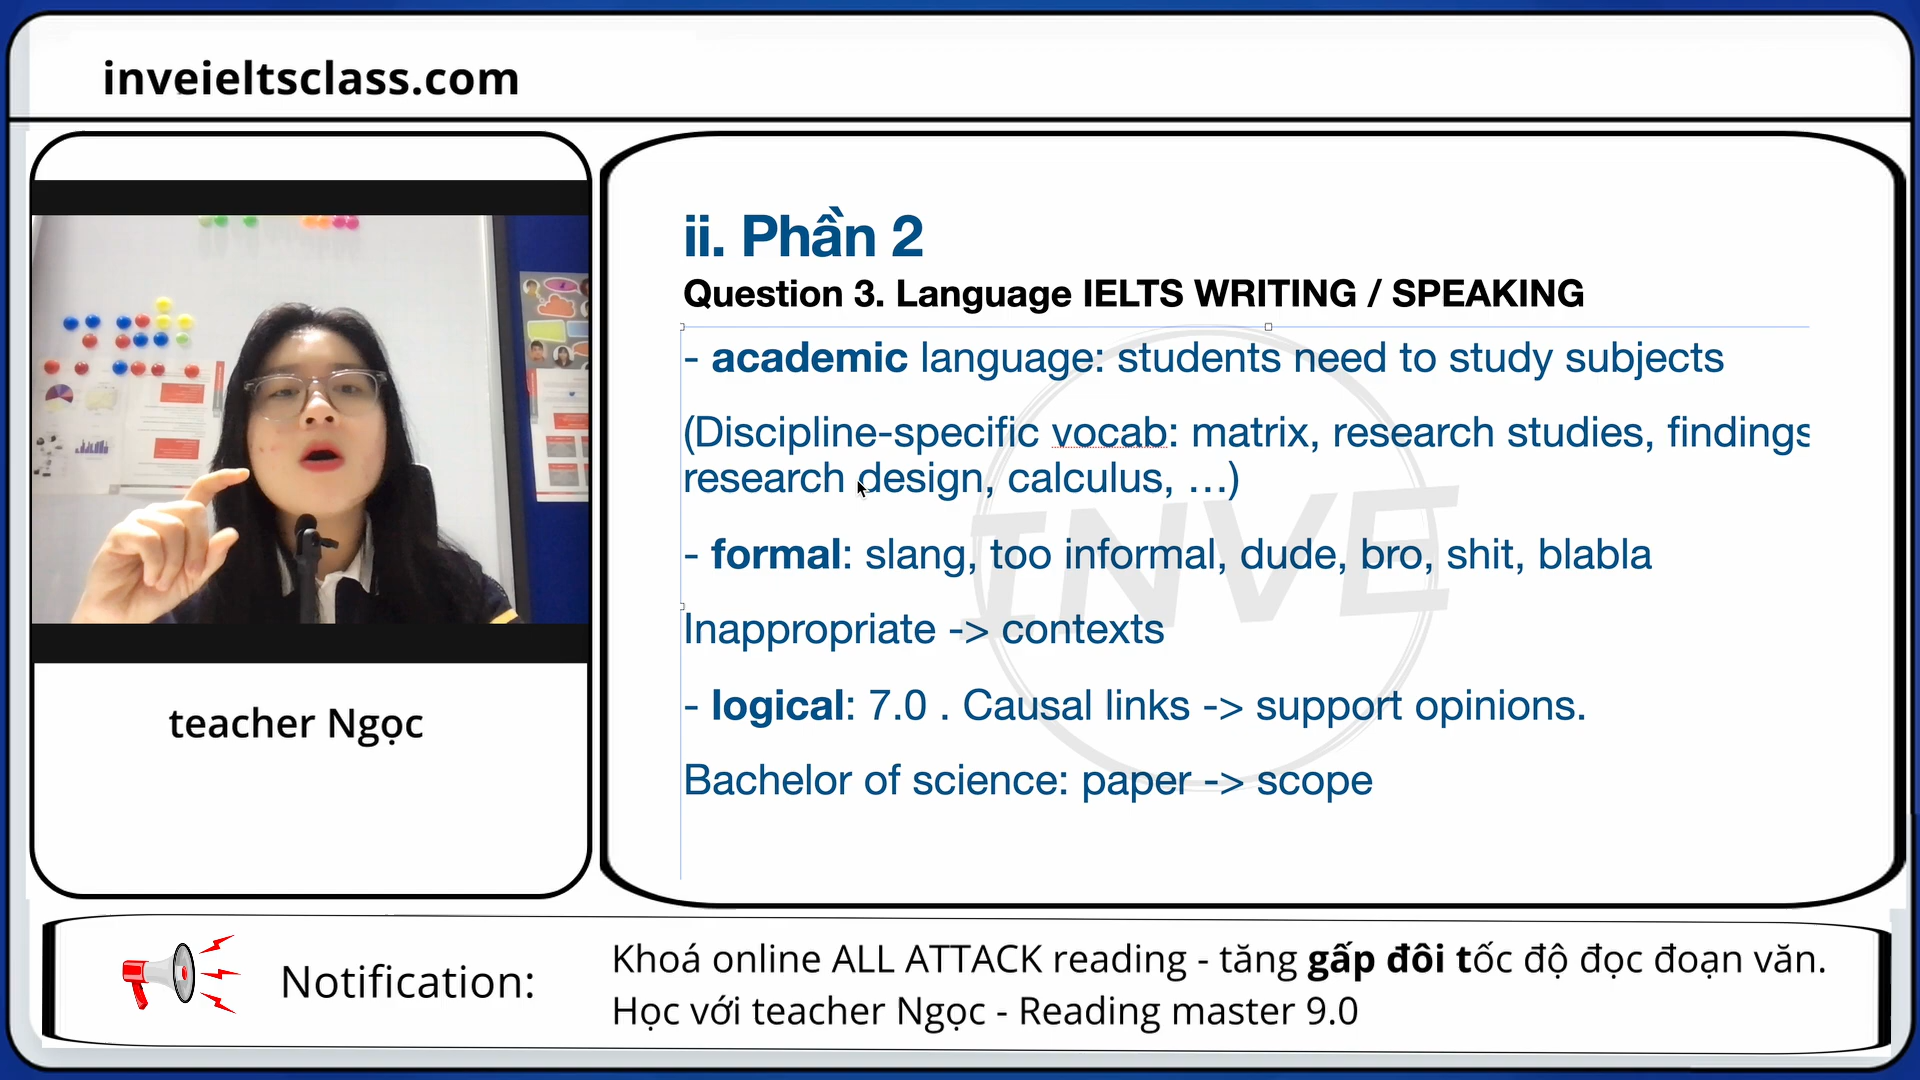 inveieltsclass.com
ii. Phần 2
Question 3. Language IELTS WRITING / SPEAKING
- academic language: students need to study subjects
(Discipline-specific vocab: matrix, research studies, findings
research design, calculus, …)
- formal: slang, too informal, dude, bro, shit, blabla
Inappropriate -> contexts
- logical: 7.0 . Causal links -> support opinions.
Bachelor of science: paper -> scope
INVE
teacher Ngọc
Notification:
Khoá online ALL ATTACK reading - tăng gấp đôi tốc độ đọc đoạn văn.
Học với teacher Ngọc - Reading master 9.0